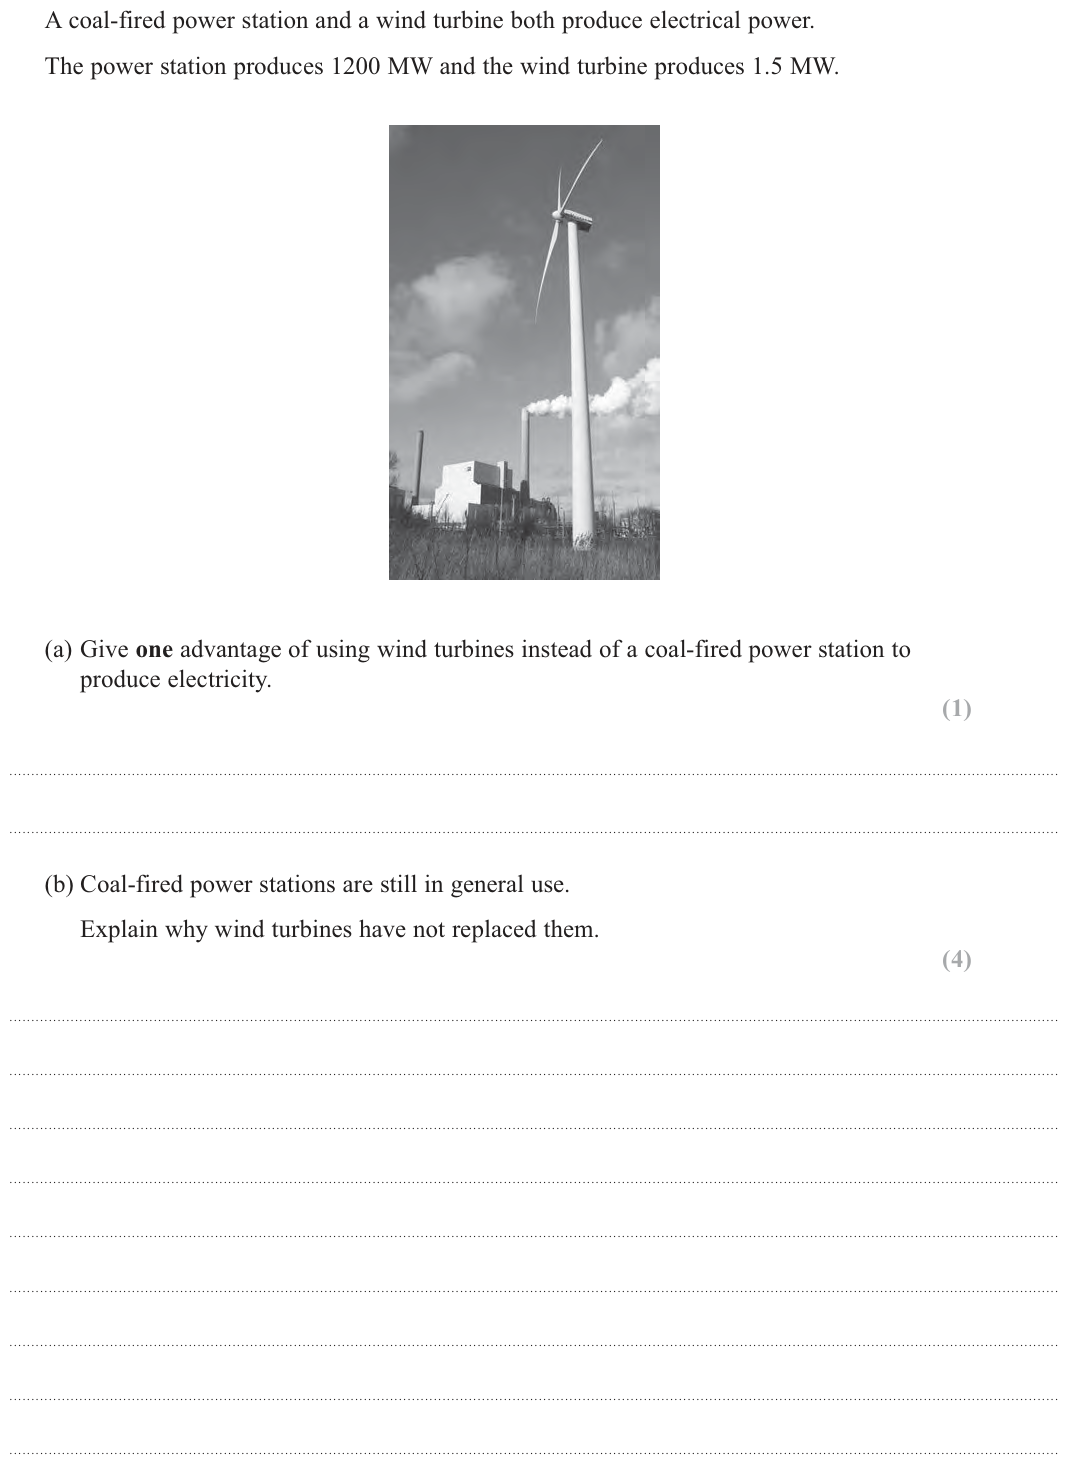 A coal-fired power station and a wind turbine both produce electrical power.
The power station produces 1200 MW and the wind turbine produces 1.5 MW.
(a) Give one advantage of using wind turbines instead of a coal-fired power station to
produce electricity.
(1)
(b) Coal-fired power stations are still in general use.
Explain why wind turbines have not replaced them.
(4)